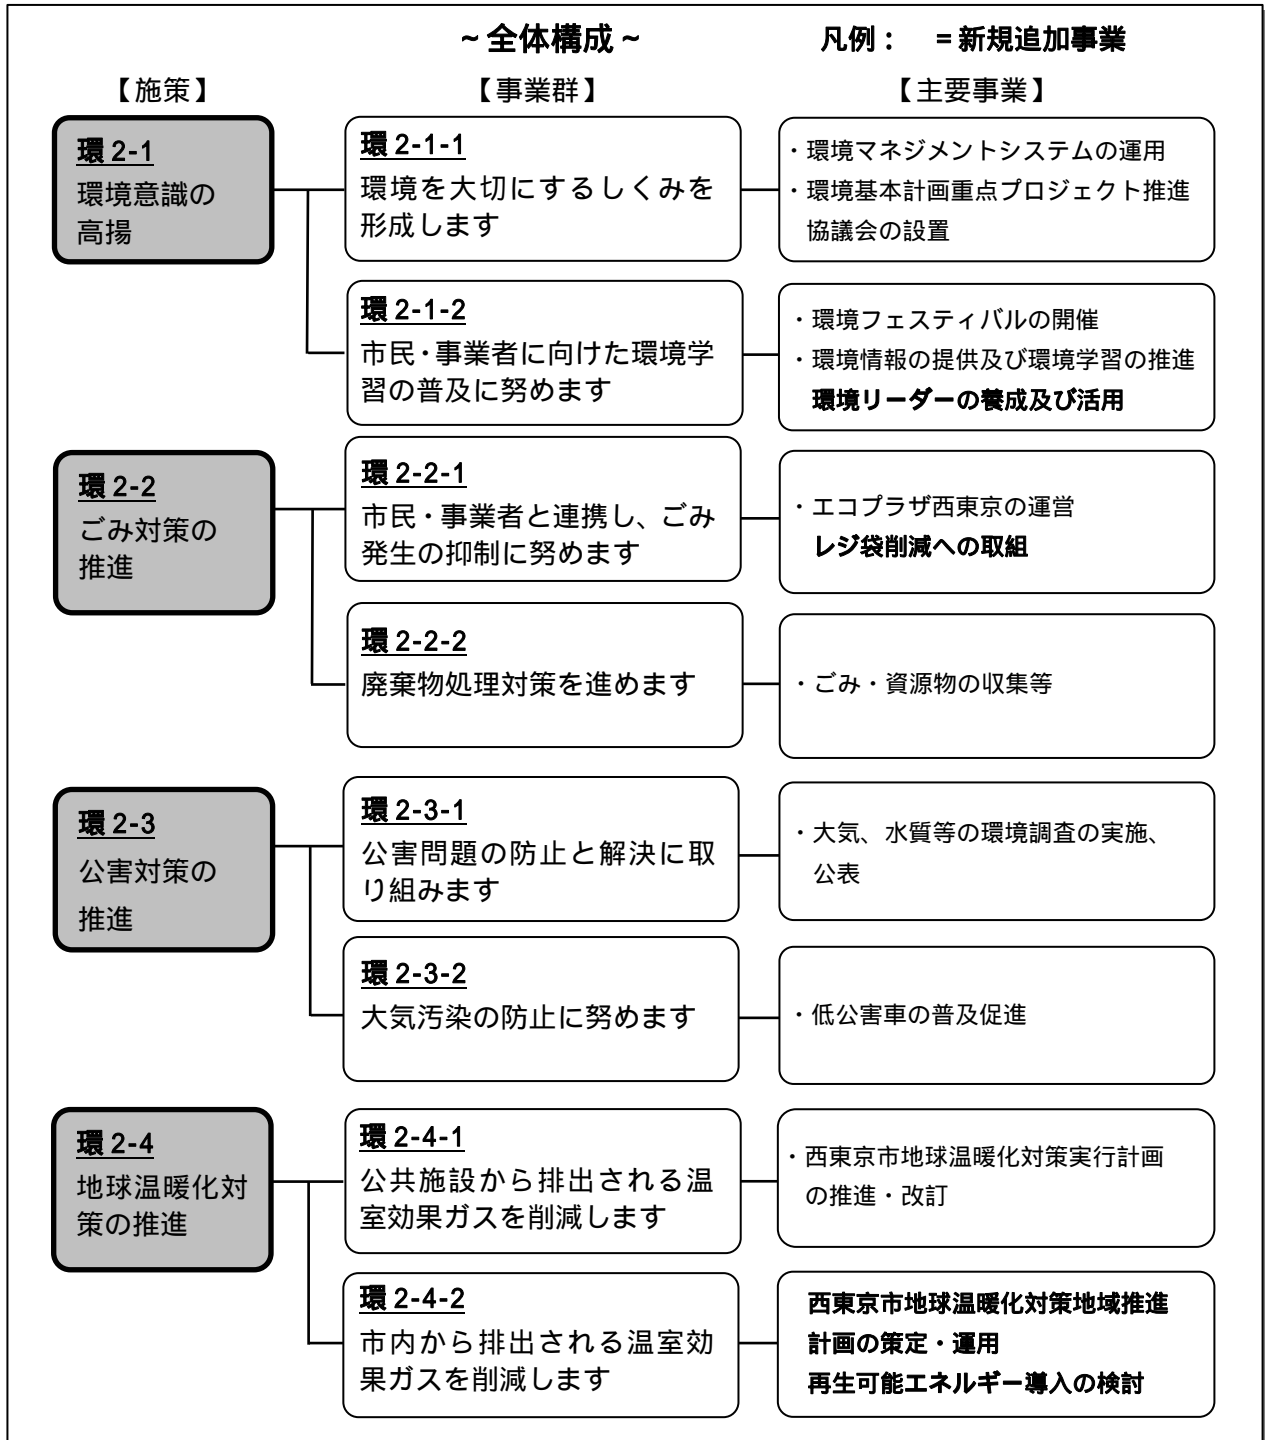 ~全体構成~
凡例： =新規追加事業
【施策】
【事業群】
【主要事業】
環 2-1
環境意識の
高揚
環 2-1-1
環境を大切にするしくみを
形成します
・環境マネジメントシステムの運用
・環境基本計画重点プロジェクト推進
協議会の設置
環 2-1-2
市民・事業者に向けた環境学
習の普及に努めます
・環境フェスティバルの開催
・環境情報の提供及び環境学習の推進
環境リーダーの養成及び活用
環 2-2
ごみ対策の
推進
環 2-2-1
市民・事業者と連携し、ごみ
発生の抑制に努めます
・エコプラザ西東京の運営
レジ袋削減への取組
環 2-2-2
廃棄物処理対策を進めます
・ごみ・資源物の収集等
環 2-3
公害対策の
推進
環 2-3-1
公害問題の防止と解決に取
り組みます
・大気、水質等の環境調査の実施、
公表
環 2-3-2
大気汚染の防止に努めます
・低公害車の普及促進
環 2-4
地球温暖化対
策の推進
環 2-4-1
公共施設から排出される温
室効果ガスを削減します
・西東京市地球温暖化対策実行計画
の推進・改訂
環 2-4-2
市内から排出される温室効
果ガスを削減します
西東京市地球温暖化対策地域推進
計画の策定・運用
再生可能エネルギー導入の検討